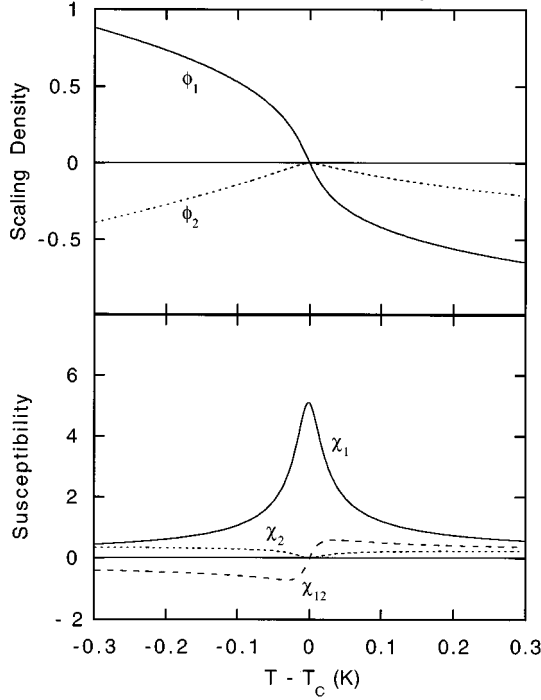 1
0.5
0
-0.5
Scaling Density
ϕ1
ϕ2
6
4
2
0
- 2
Susceptibility
χ1
χ2
χ12
-0.3 -0.2 -0.1 0 0.1 0.2 0.3
T - TC (K)